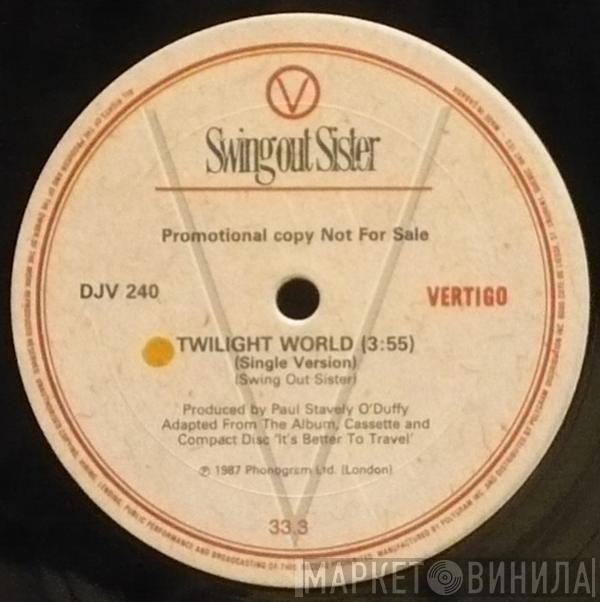 V
Swing out Sister
Promotional copy Not For Sale
DJV 240
VERTIGO
TWILIGHT WORLD (3:55)
(Single Version)
(Swing Out Sister)
Produced by Paul Stavely O'Duffy
Adapted From The Album, Cassette and
Compact Disc 'It's Better To Travel'
℗ 1987 Phonogram Ltd. (London)
33.3
МАРКЕТ ВИНИЛА